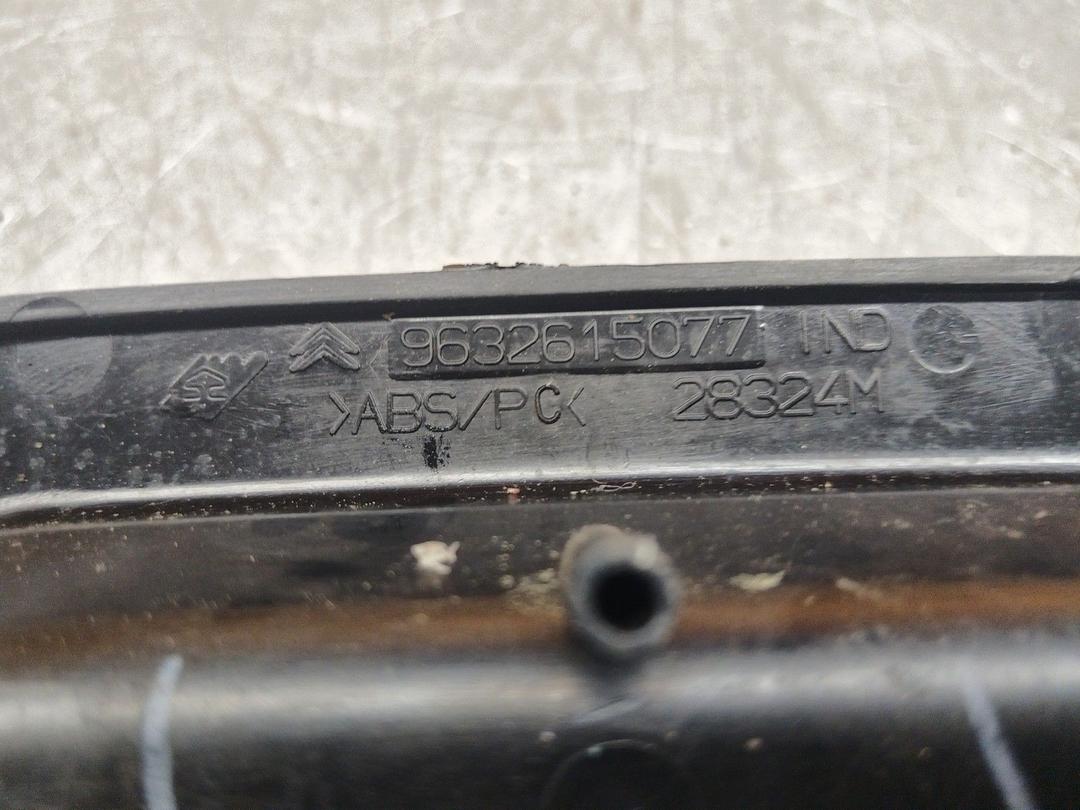 9632615077 IND
>ABS/PC< 28324M